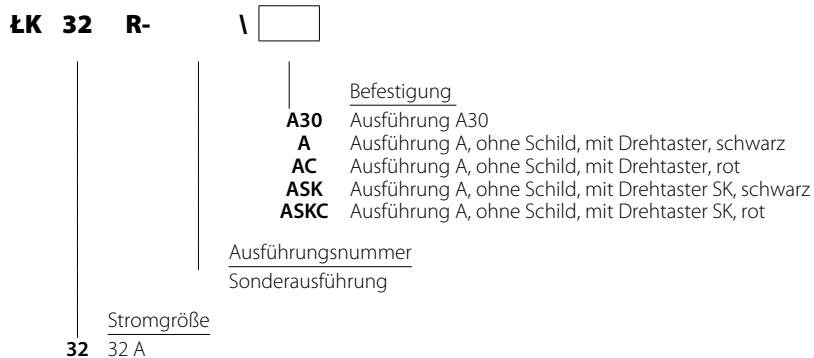 ŁK 32 R- \
Befestigung
A30 Ausführung A30
A Ausführung A, ohne Schild, mit Drehtaster, schwarz
AC Ausführung A, ohne Schild, mit Drehtaster, rot
ASK Ausführung A, ohne Schild, mit Drehtaster SK, schwarz
ASKC Ausführung A, ohne Schild, mit Drehtaster SK, rot
Ausführungsnummer
Sonderausführung
Stromgröße
32 32 A